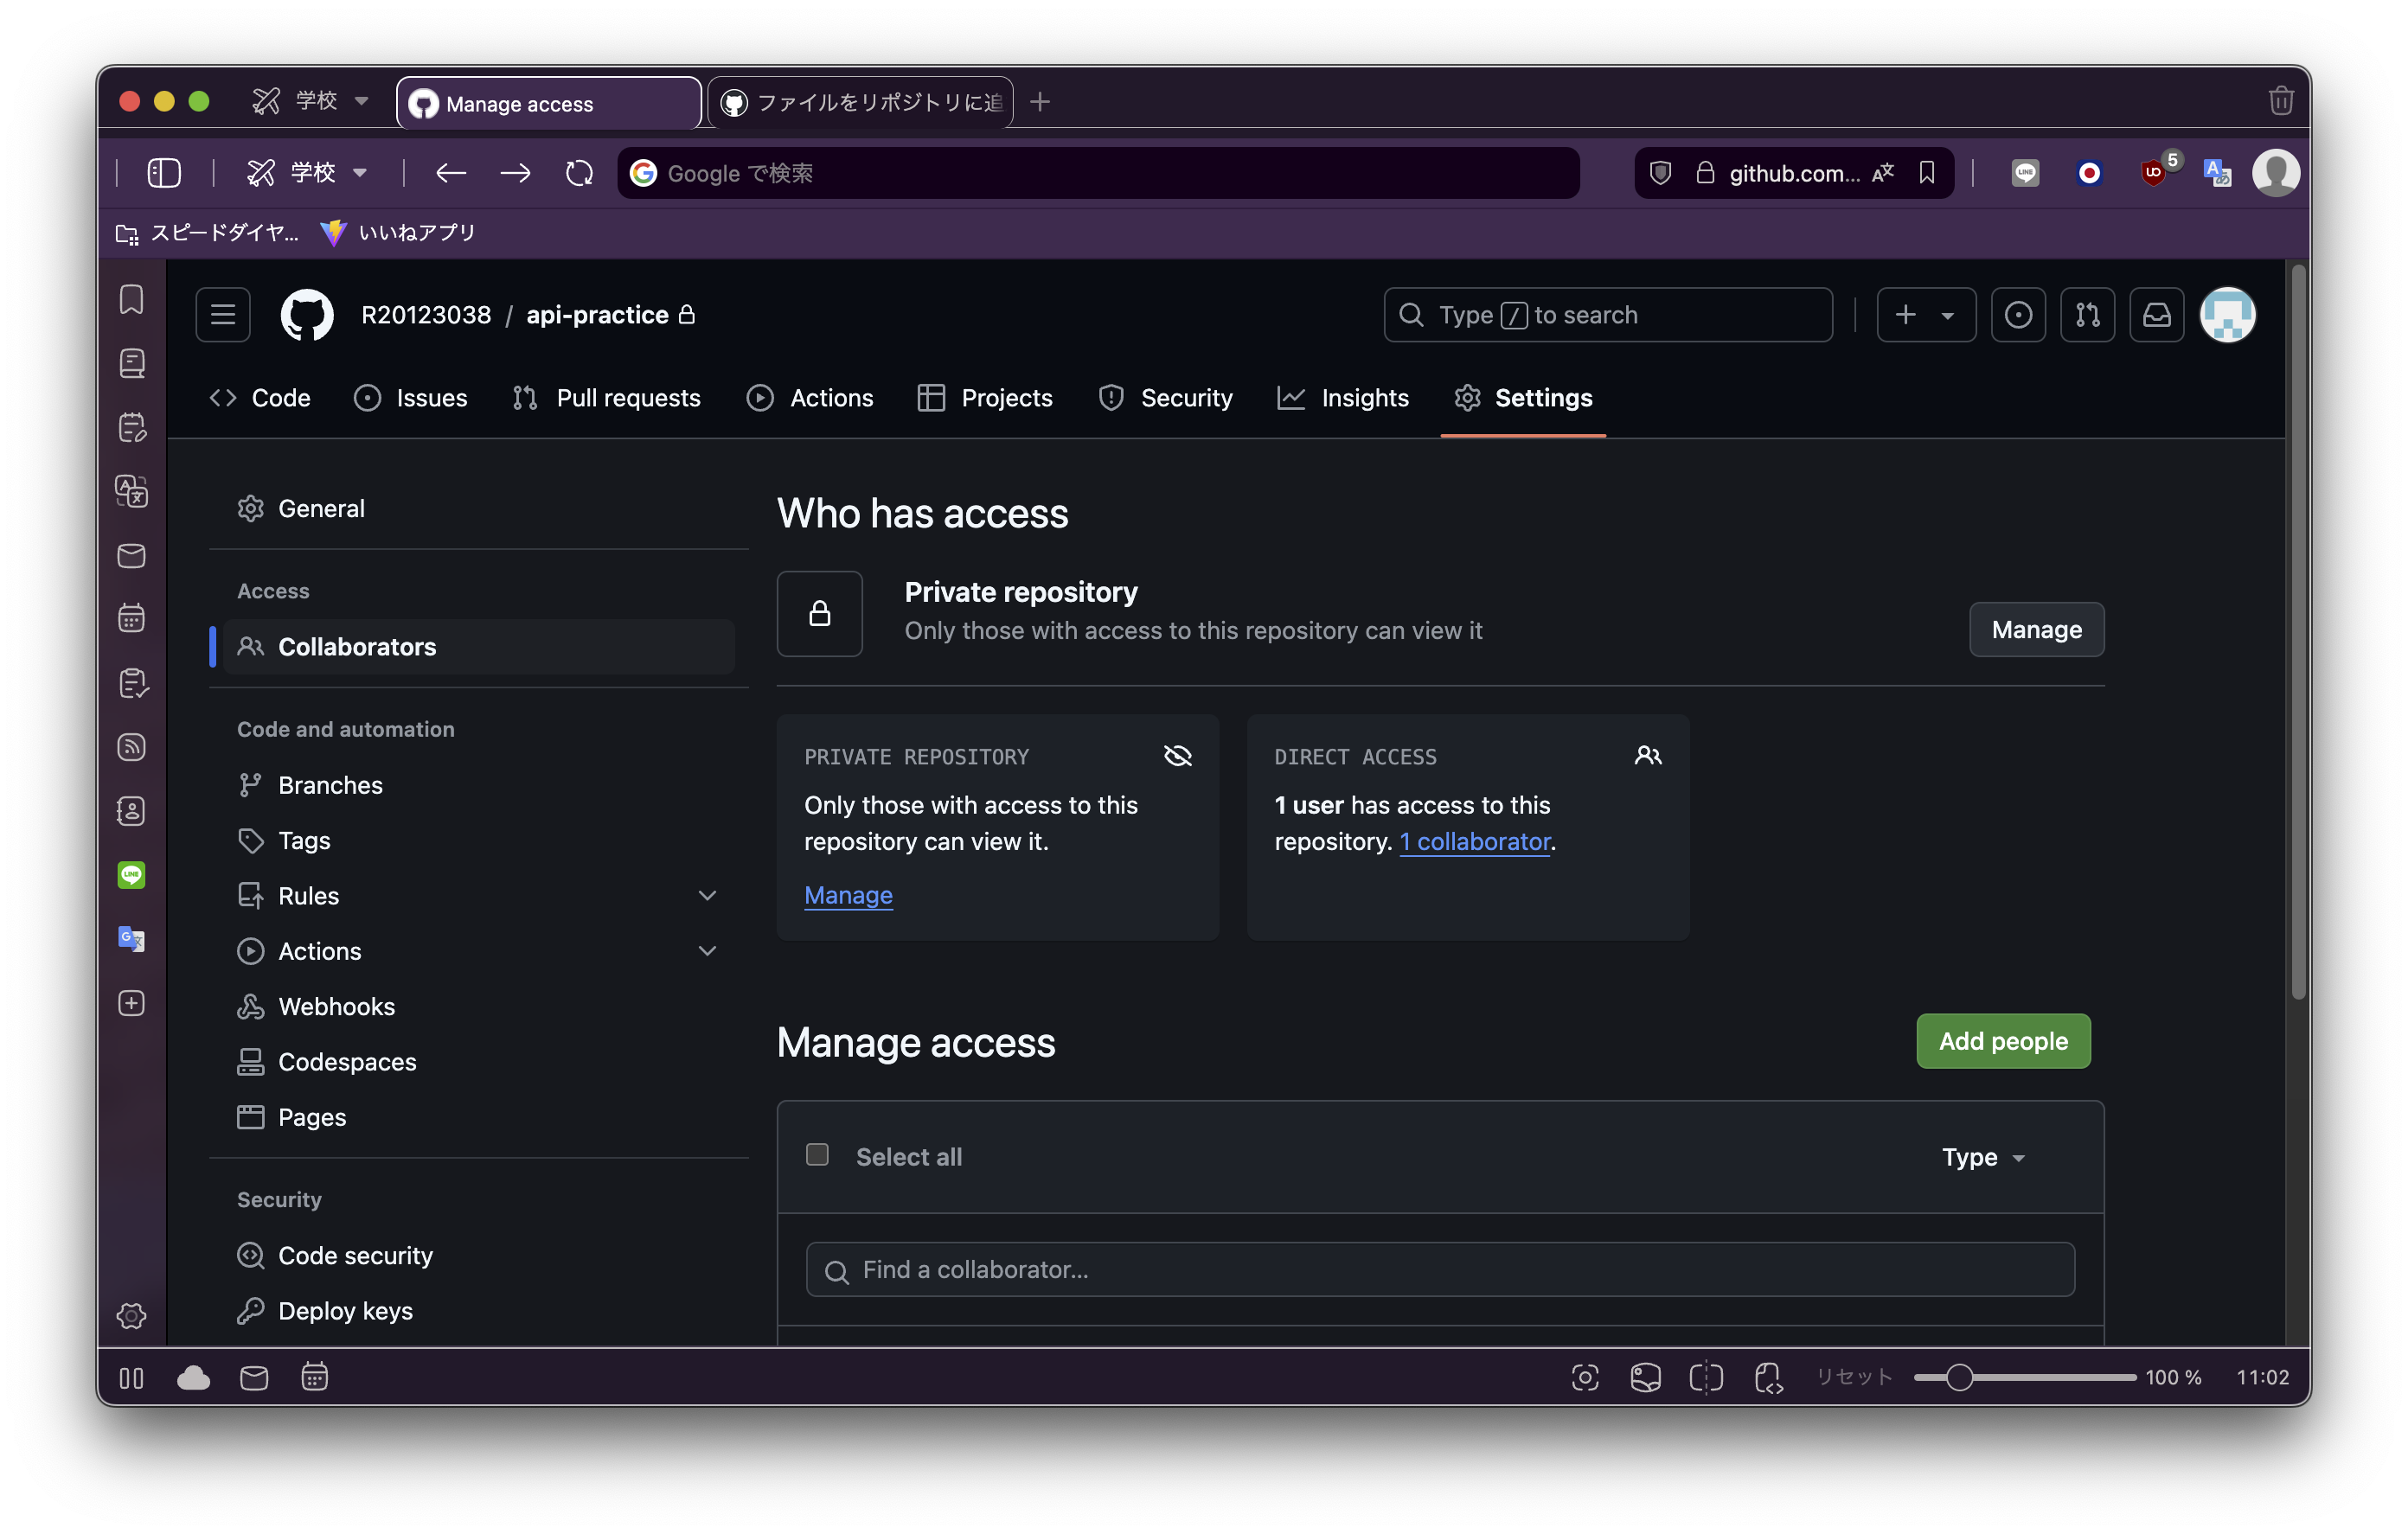 学校
Manage access
ファイルをリポジトリに追
学校
Google で検索
github.com...
5
スピードダイヤ...
いいねアプリ
R20123038 / api-practice
Type / to search
Code
Issues
Pull requests
Actions
Projects
Security
Insights
Settings
General
Access
Collaborators
Code and automation
Branches
Tags
Rules
Actions
Webhooks
Codespaces
Pages
Security
Code security
Deploy keys
Who has access
Private repository
Only those with access to this repository can view it
Manage
PRIVATE REPOSITORY
Only those with access to this
repository can view it.
Manage
DIRECT ACCESS
1 user has access to this
repository. 1 collaborator.
Manage access
Add people
Select all
Type
Find a collaborator...
リセット
100 %
11:02